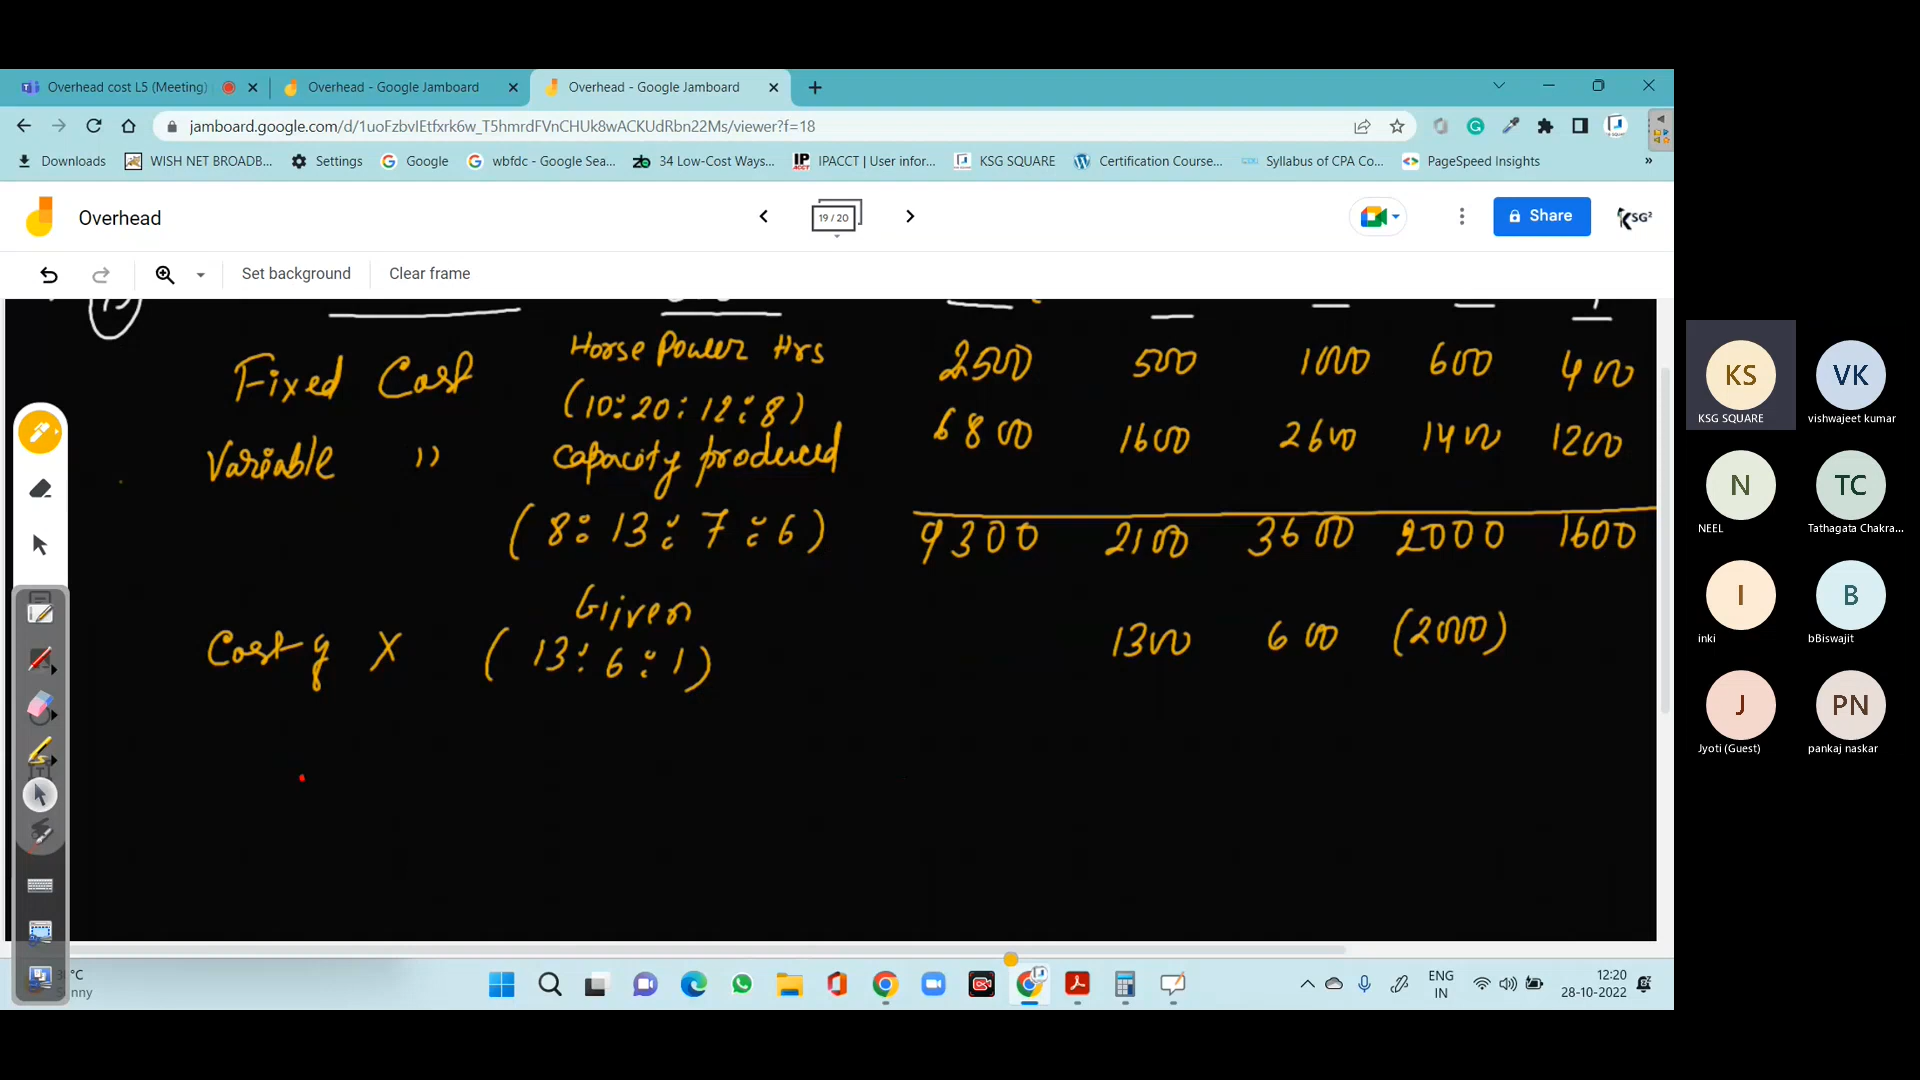 Overhead cost L5 (Meeting)
Overhead - Google Jamboard
Overhead - Google Jamboard
jamboard.google.com/d/1uoFzbvIEtfxrk6w_T5hmrdFVnCHUk8wACKUdRbn22Ms/viewer?f=18
Downloads WISH NET BROADB... Settings Google wbfdc - Google Sea... 34 Low-Cost Ways... IPACCT | User infor... KSG SQUARE Certification Course... Syllabus of CPA Co... PageSpeed Insights »
Overhead
19 / 20
Share
KSG²
Set background Clear frame
Fixed Cost Horse Power Hrs 2500 500 1000 600 400
(10:20:12:8)
Variable " capacity produced 6800 1600 2600 1400 1200
(8:13:7:6) 9300 2100 3600 2000 1600
Given
Cost of X (13:6:1) 1300 600 (2000)
KS
KSG SQUARE
VK
vishwajeet kumar
N
NEEL
TC
Tathagata Chakra...
I
inki
B
bBiswajit
J
Jyoti (Guest)
PN
pankaj naskar
ENG
IN
12:20
28-10-2022